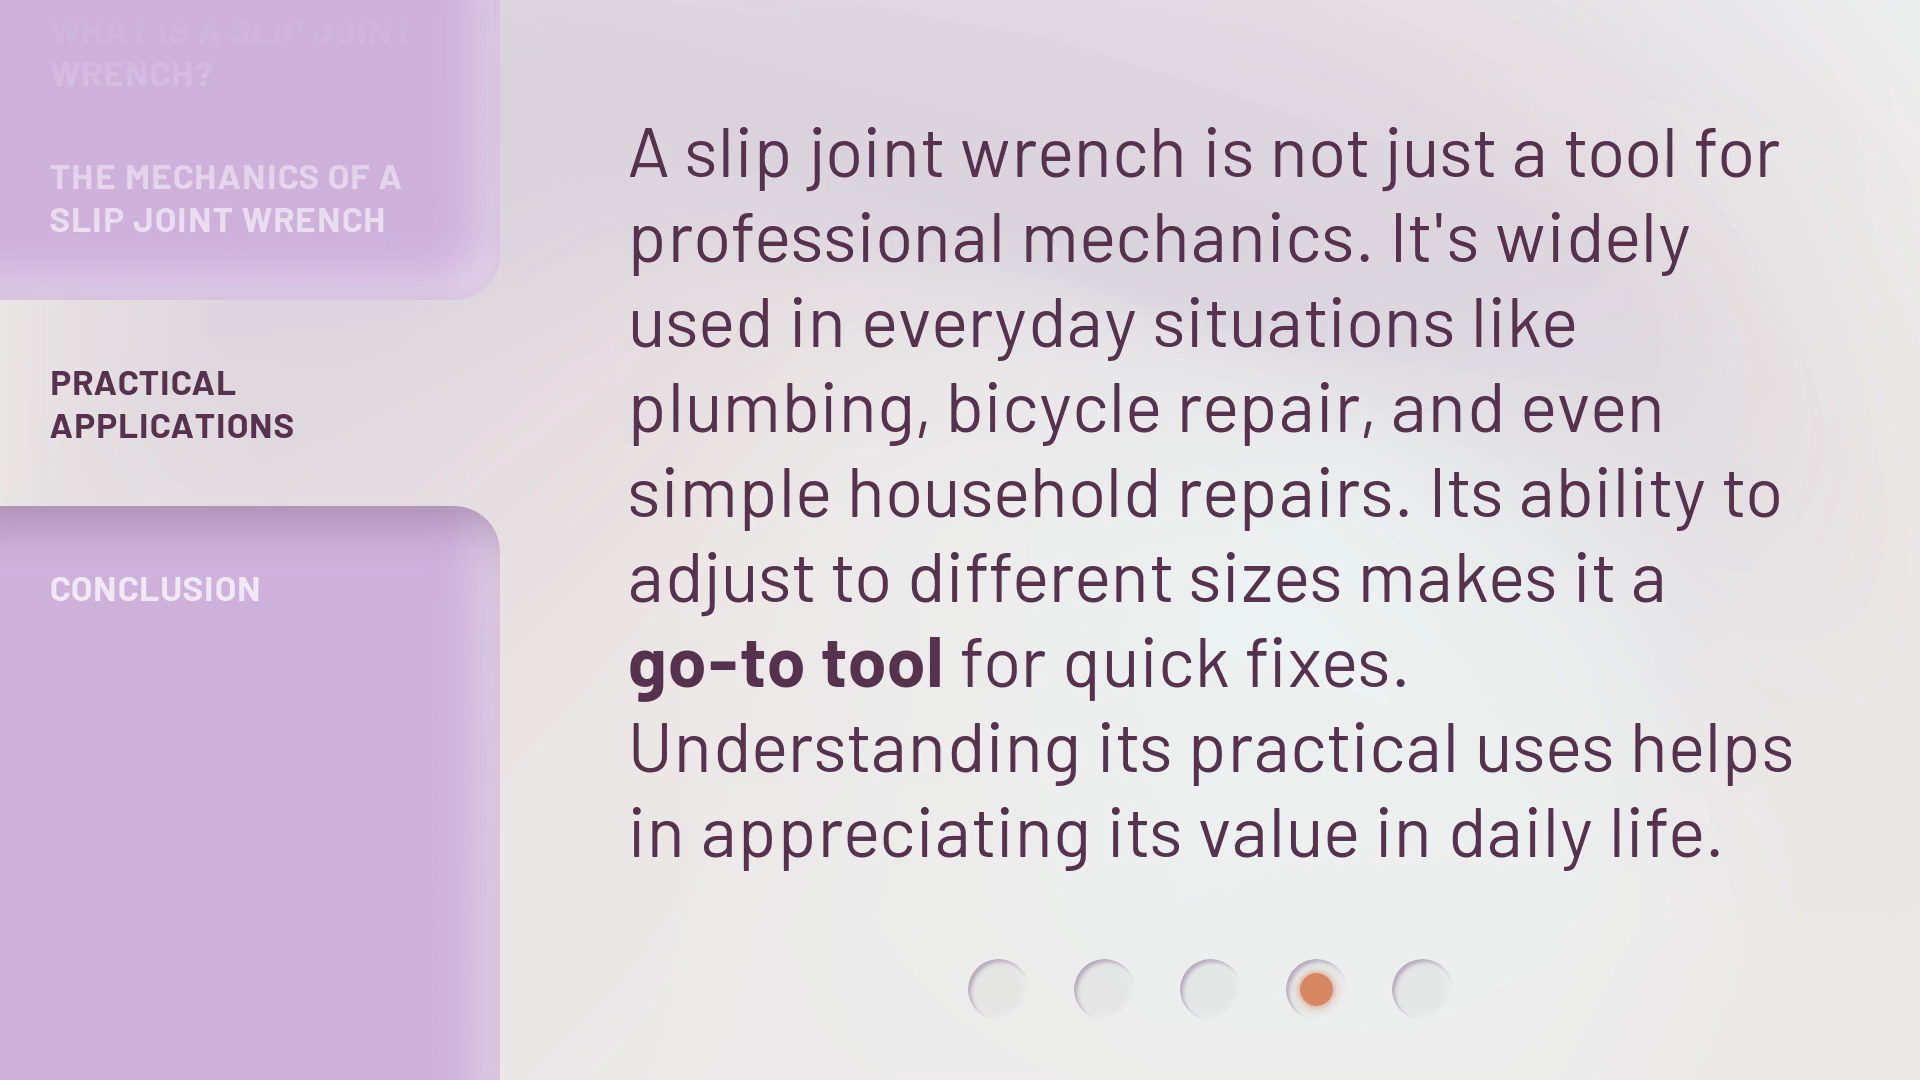 WHAT IS A SLIP JOINT
WRENCH?
THE MECHANICS OF A
SLIP JOINT WRENCH
PRACTICAL
APPLICATIONS
CONCLUSION
A slip joint wrench is not just a tool for
professional mechanics. It's widely
used in everyday situations like
plumbing, bicycle repair, and even
simple household repairs. Its ability to
adjust to different sizes makes it a
go-to tool for quick fixes.
Understanding its practical uses helps
in appreciating its value in daily life.